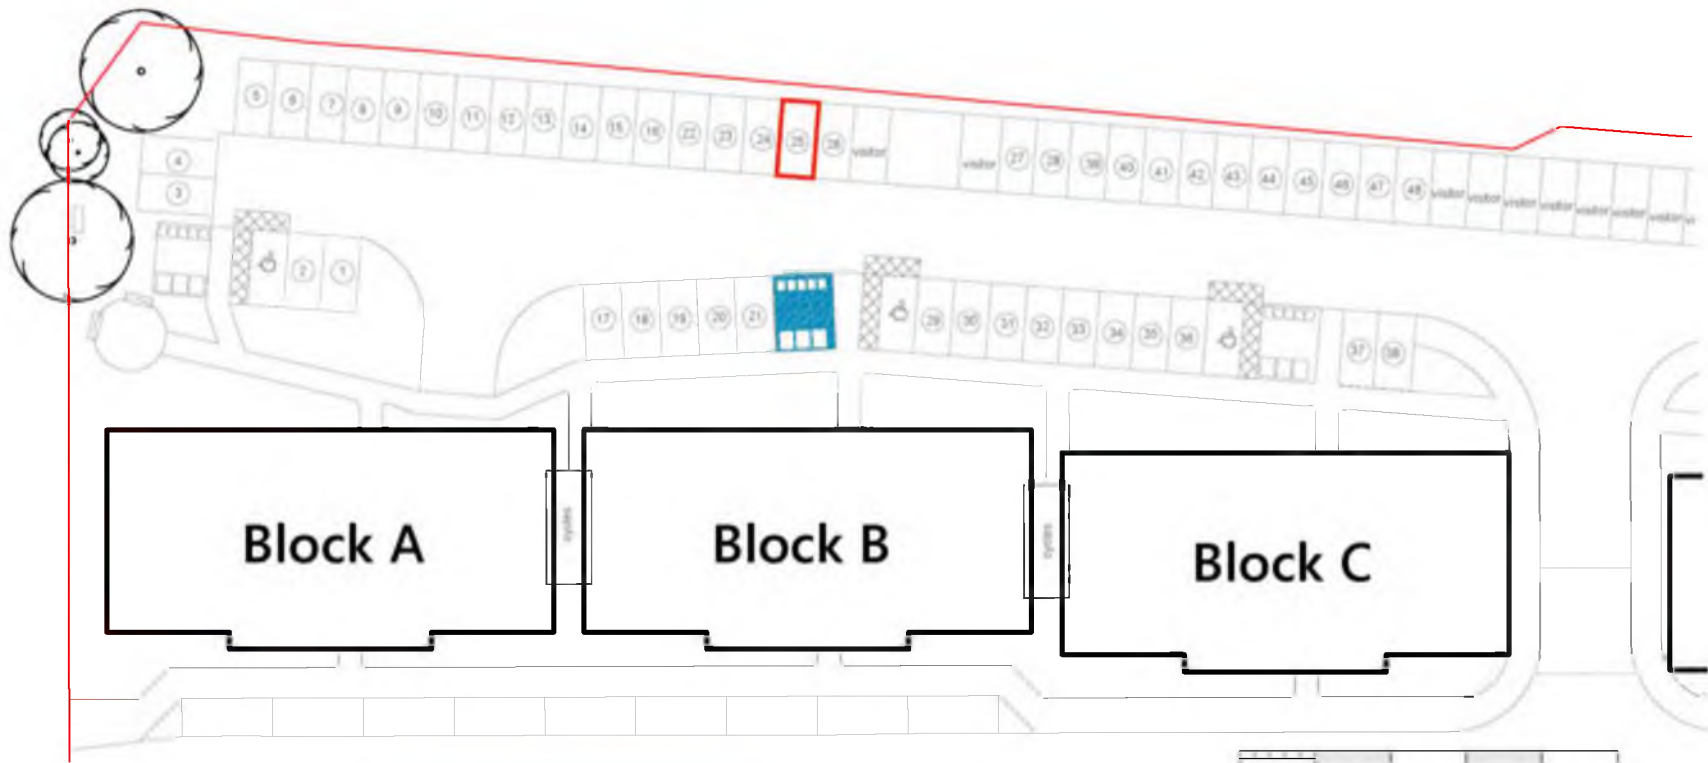 5 6 7 8 9 10 11 12 13 14 15 16 22 23 24 25 26 visitor
visitor 27 28 39 40 41 42 43 44 45 46 47 48 visitor visitor visitor visitor visitor visitor visitor
4
3
2 1
17 18 19 20 21
29 30 31 32 33 34 35 36
37 38
cycles
cycles
Block A
Block B
Block C